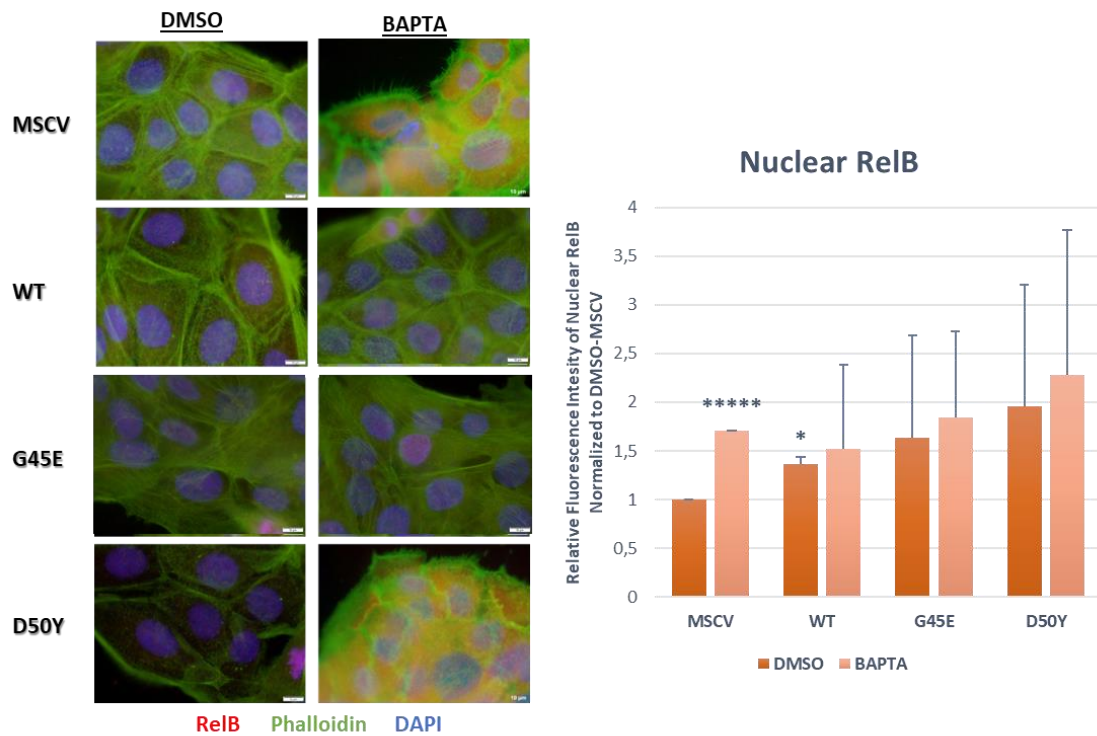 DMSO BAPTA
MSCV
WT
G45E
D50Y
10 µm
10 µm
RelB Phalloidin DAPI
Nuclear RelB
Relative Fluorescence Intesity of Nuclear RelB
Normalized to DMSO-MSCV
4
3,5
3
2,5
2
1,5
1
0,5
0
*****
*
MSCV WT G45E D50Y
DMSO BAPTA